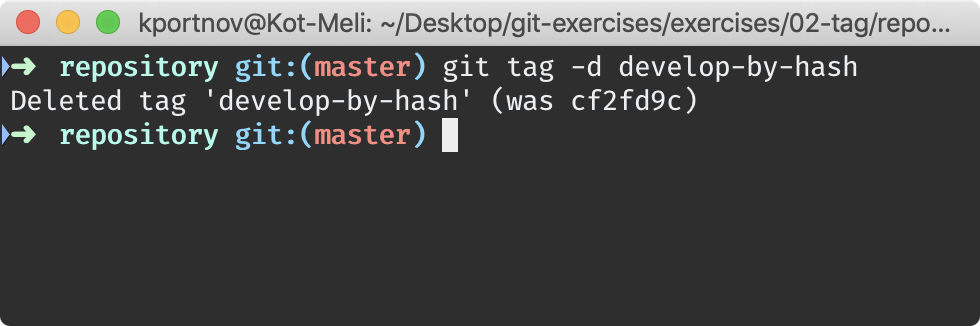 kportnov@Kot-Meli: ~/Desktop/git-exercises/exercises/02-tag/repo...
➜ repository git:(master) git tag -d develop-by-hash
Deleted tag 'develop-by-hash' (was cf2fd9c)
➜ repository git:(master)